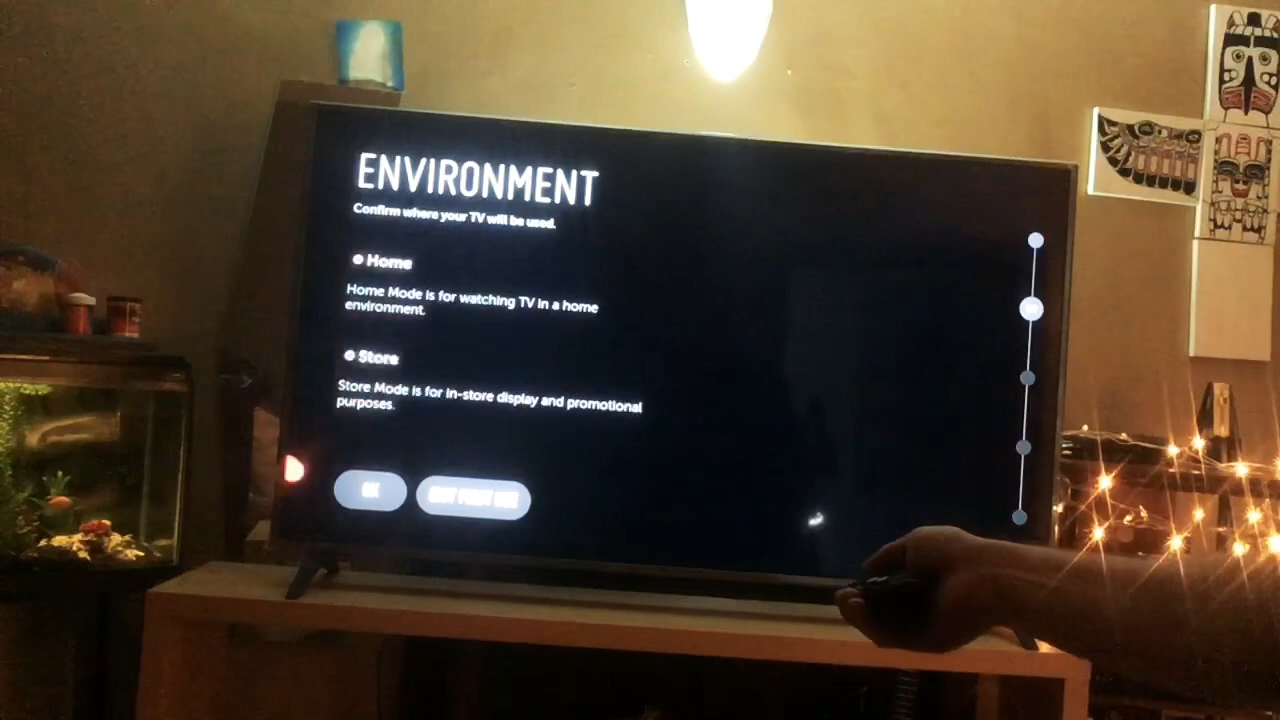 ENVIRONMENT
Confirm where your TV will be used.
Home
Home Mode is for watching TV in a home
environment.
Store
Store Mode is for in-store display and promotional
purposes.
OK